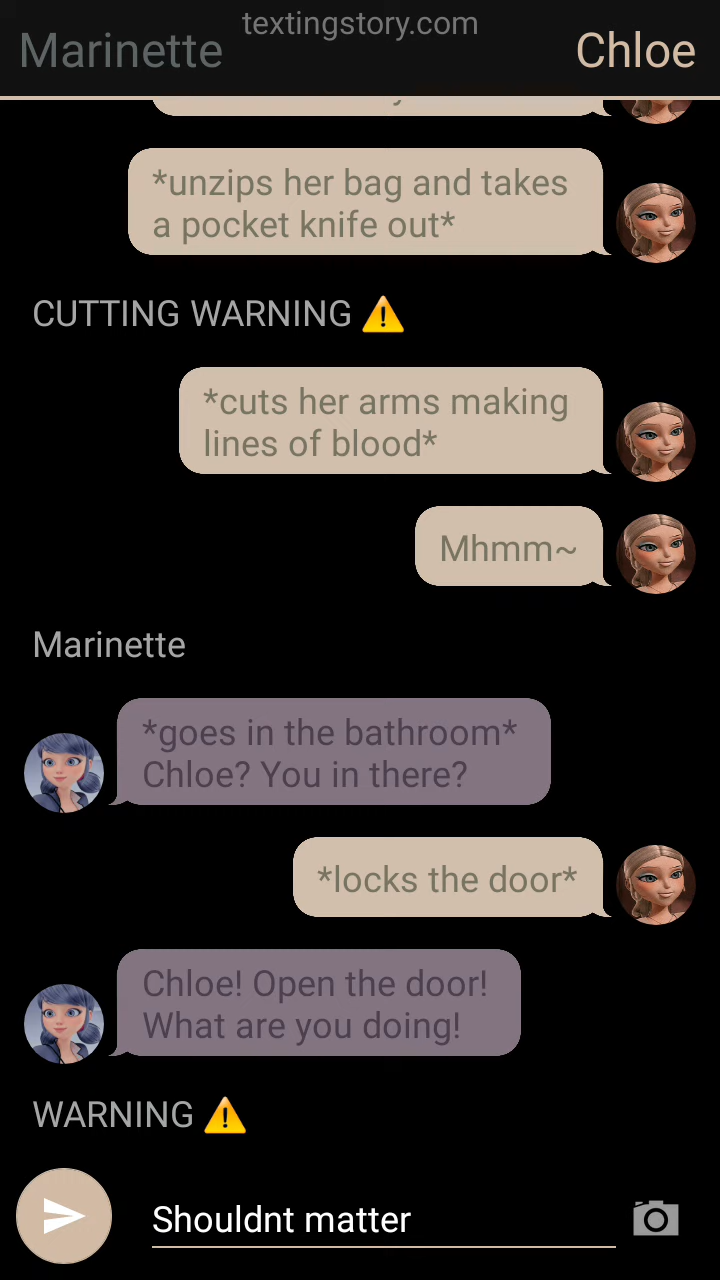 textingstory.com
Marinette
Chloe
*unzips her bag and takes
a pocket knife out*
CUTTING WARNING ⚠️
*cuts her arms making
lines of blood*
Mhmm~
Marinette
*goes in the bathroom*
Chloe? You in there?
*locks the door*
Chloe! Open the door!
What are you doing!
WARNING ⚠️
Shouldnt matter